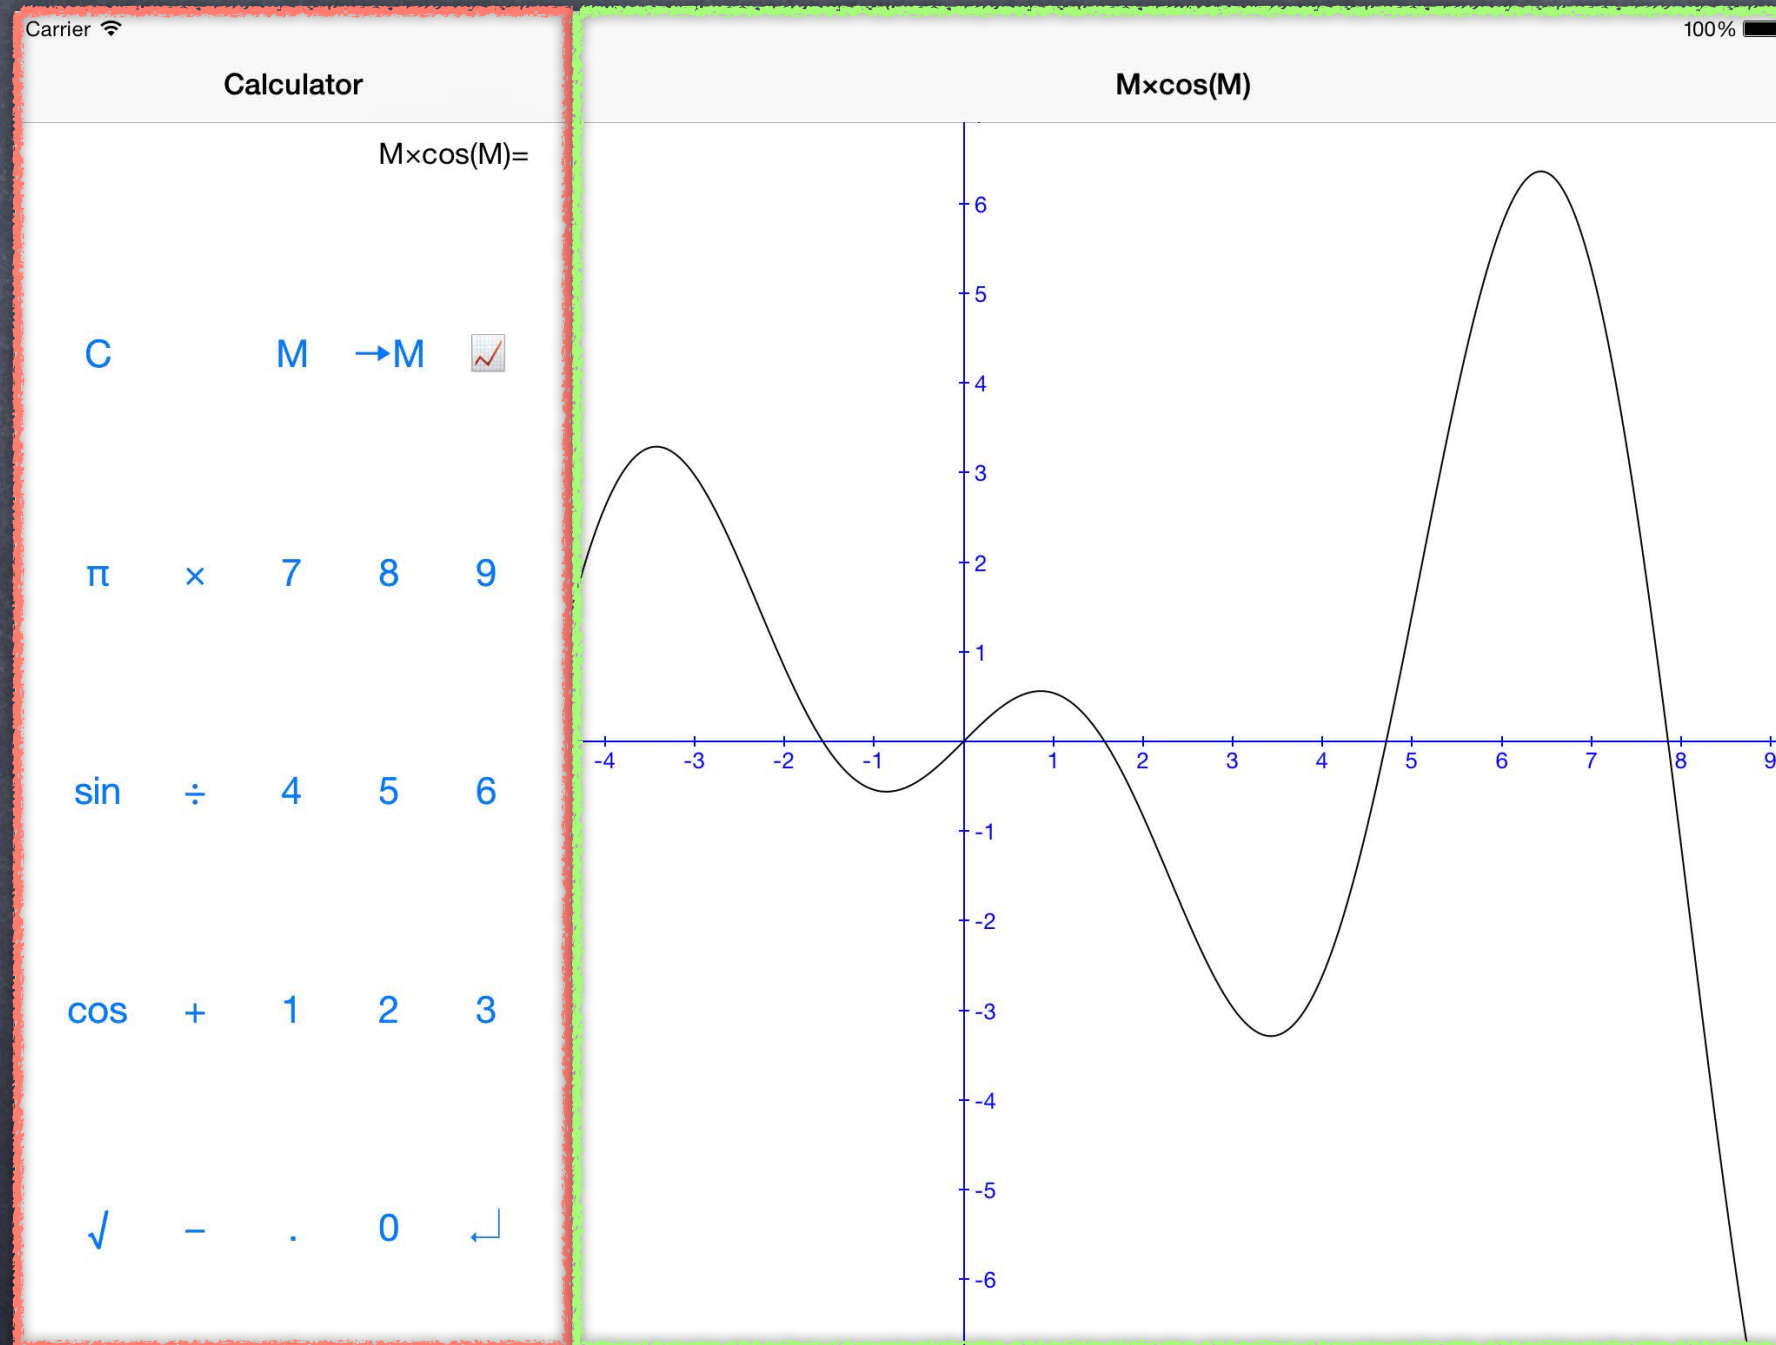 Carrier 100%
Calculator
M×cos(M)=
C M →M
π × 7 8 9
sin ÷ 4 5 6
cos + 1 2 3
√ − . 0 ↵
M×cos(M)
6
5
4
3
2
1
-4 -3 -2 -1 1 2 3 4 5 6 7 8 9
-1
-2
-3
-4
-5
-6